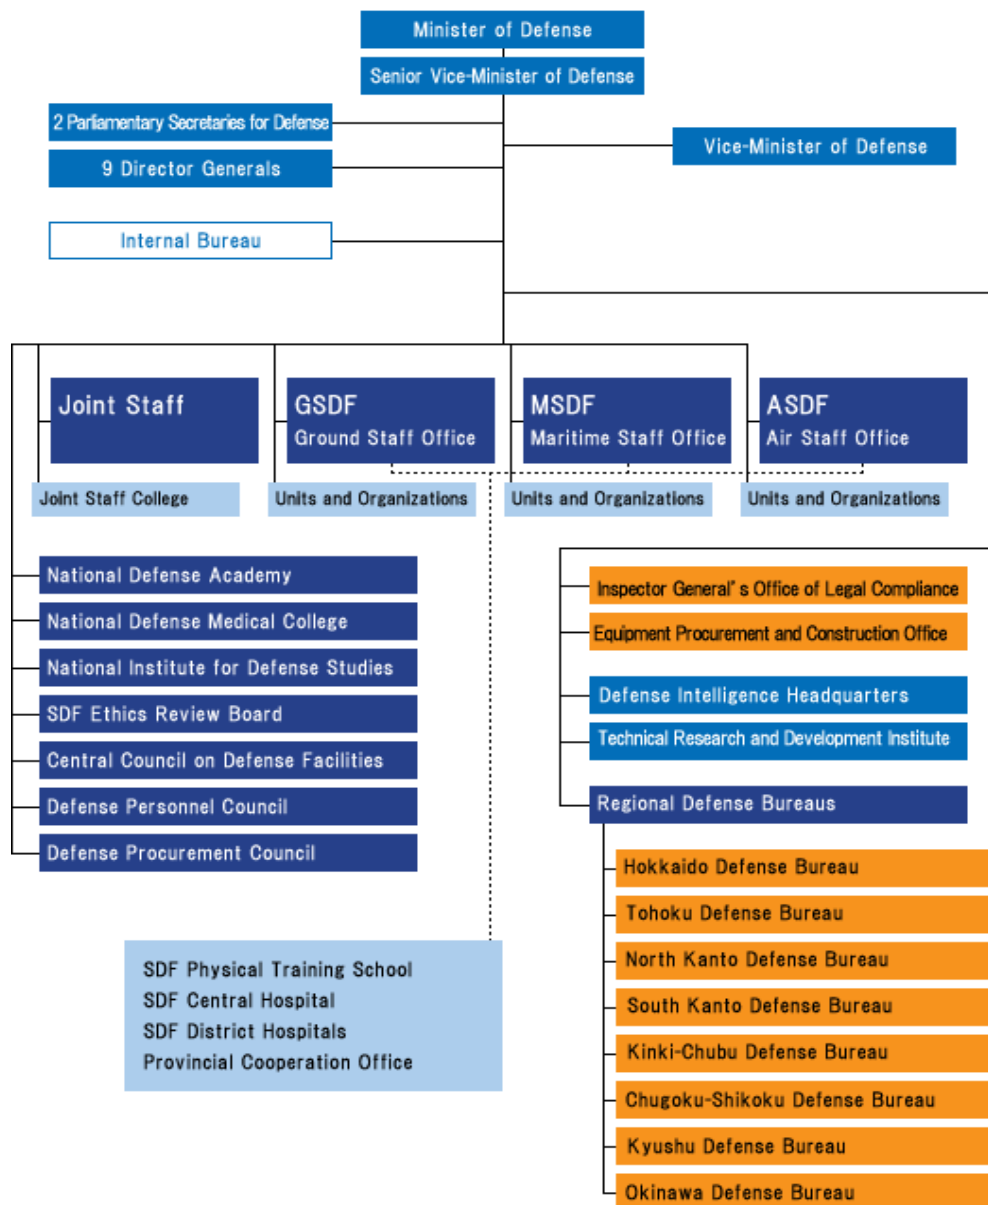 Minister of Defense
Senior Vice-Minister of Defense
2 Parliamentary Secretaries for Defense
Vice-Minister of Defense
9 Director Generals
Internal Bureau
Joint Staff
GSDF
Ground Staff Office
MSDF
Maritime Staff Office
ASDF
Air Staff Office
Joint Staff College
Units and Organizations
Units and Organizations
Units and Organizations
National Defense Academy
National Defense Medical College
National Institute for Defense Studies
SDF Ethics Review Board
Central Council on Defense Facilities
Defense Personnel Council
Defense Procurement Council
Inspector General's Office of Legal Compliance
Equipment Procurement and Construction Office
Defense Intelligence Headquarters
Technical Research and Development Institute
Regional Defense Bureaus
Hokkaido Defense Bureau
Tohoku Defense Bureau
North Kanto Defense Bureau
South Kanto Defense Bureau
Kinki-Chubu Defense Bureau
Chugoku-Shikoku Defense Bureau
Kyushu Defense Bureau
Okinawa Defense Bureau
SDF Physical Training School
SDF Central Hospital
SDF District Hospitals
Provincial Cooperation Office